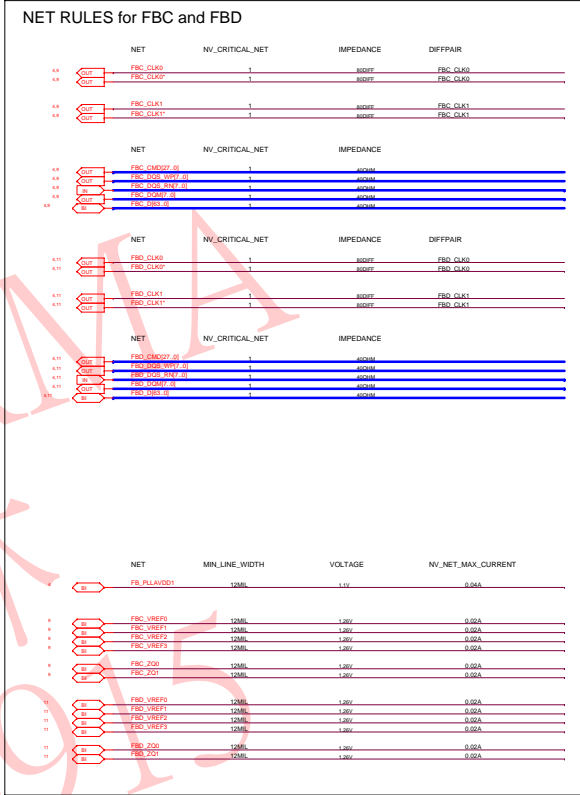 NET RULES for FBC and FBD
NET NV_CRITICAL_NET IMPEDANCE DIFFPAIR
OUT FBC_CLK0 1 80DIFF FBC_CLK0
OUT FBC_CLK0* 1 80DIFF FBC_CLK0
OUT FBC_CLK1 1 80DIFF FBC_CLK1
OUT FBC_CLK1* 1 80DIFF FBC_CLK1
NET NV_CRITICAL_NET IMPEDANCE
OUT FBC_CMD[27..0] 1 40OHM
OUT FBC_DQS_WP[7..0] 1 40OHM
IN FBC_DQS_RN[7..0] 1 40OHM
OUT FBC_DQM[7..0] 1 40OHM
BI FBC_D[63..0] 1 40OHM
NET NV_CRITICAL_NET IMPEDANCE DIFFPAIR
OUT FBD_CLK0 1 80DIFF FBD_CLK0
OUT FBD_CLK0* 1 80DIFF FBD_CLK0
OUT FBD_CLK1 1 80DIFF FBD_CLK1
OUT FBD_CLK1* 1 80DIFF FBD_CLK1
NET NV_CRITICAL_NET IMPEDANCE
OUT FBD_CMD[27..0] 1 40OHM
OUT FBD_DQS_WP[7..0] 1 40OHM
IN FBD_DQS_RN[7..0] 1 40OHM
OUT FBD_DQM[7..0] 1 40OHM
BI FBD_D[63..0] 1 40OHM
NET MIN_LINE_WIDTH VOLTAGE NV_NET_MAX_CURRENT
BI FB_PLLAVDD1 12MIL 1.1V 0.04A
BI FBC_VREF0 12MIL 1.26V 0.02A
BI FBC_VREF1 12MIL 1.26V 0.02A
BI FBC_VREF2 12MIL 1.26V 0.02A
BI FBC_VREF3 12MIL 1.26V 0.02A
BI FBC_ZQ0 12MIL 1.26V 0.02A
BI FBC_ZQ1 12MIL 1.26V 0.02A
BI FBD_VREF0 12MIL 1.26V 0.02A
BI FBD_VREF1 12MIL 1.26V 0.02A
BI FBD_VREF2 12MIL 1.26V 0.02A
BI FBD_VREF3 12MIL 1.26V 0.02A
BI FBD_ZQ0 12MIL 1.26V 0.02A
BI FBD_ZQ1 12MIL 1.26V 0.02A
MA
915